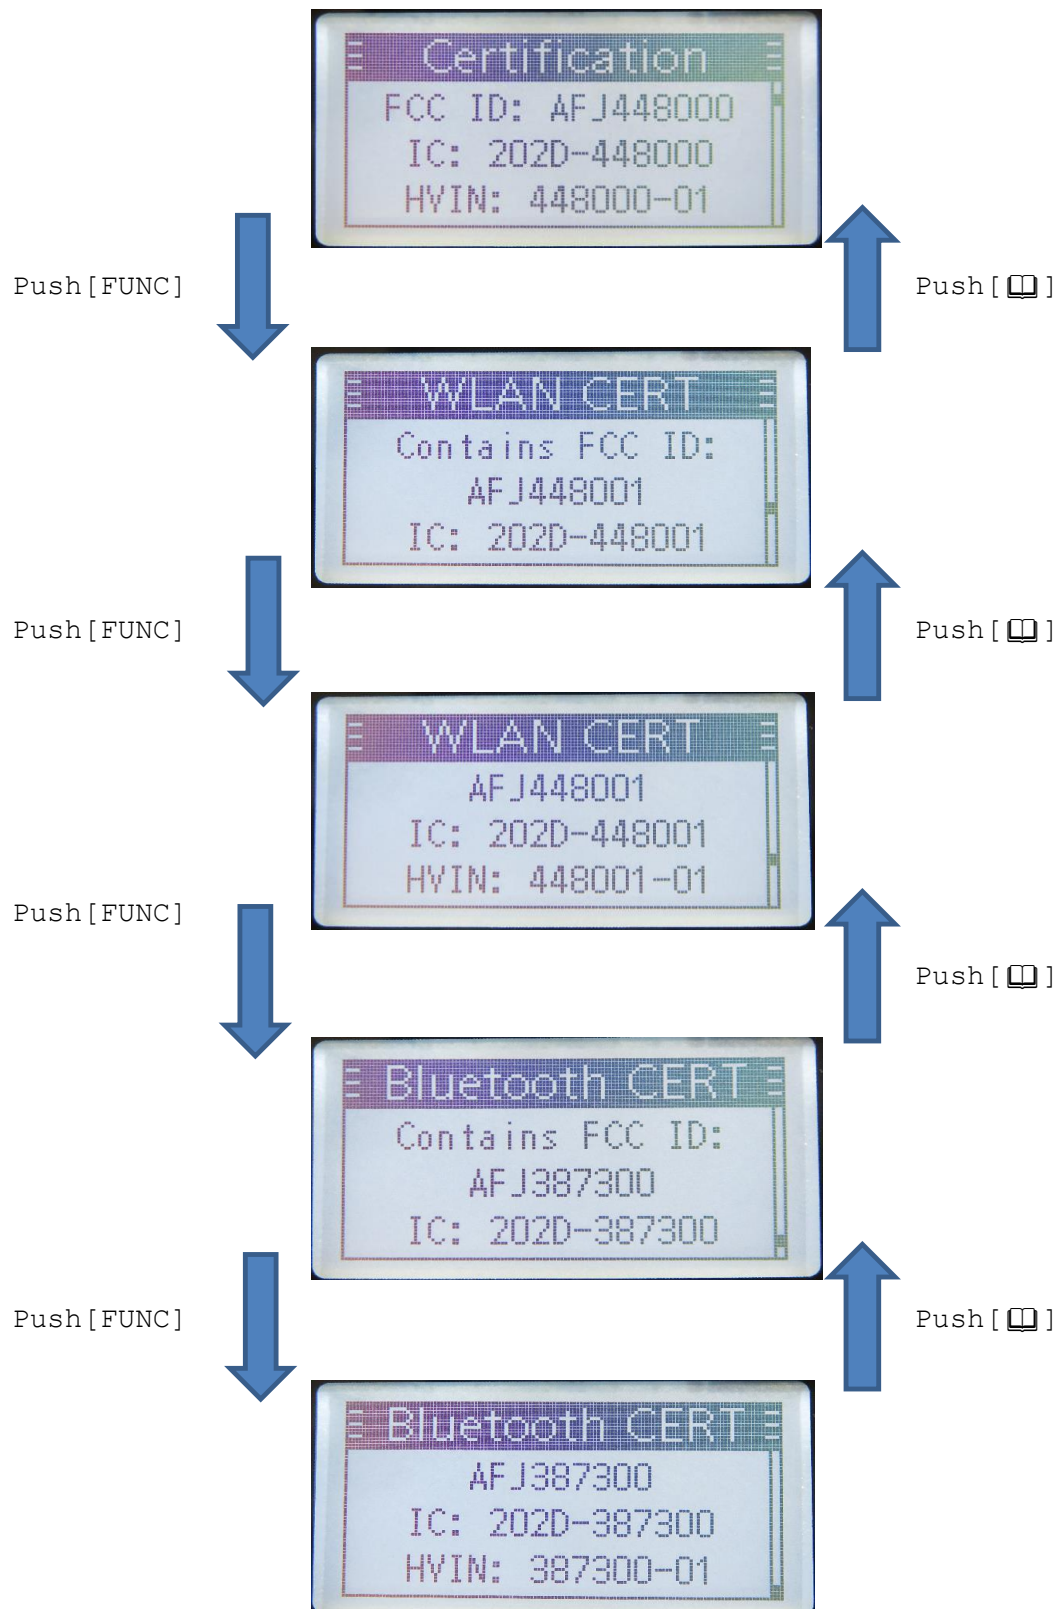 Certification
FCC ID: AFJ448000
IC: 202D-448000
HVIN: 448000-01
Push[FUNC]
Push[🕮]
WLAN CERT
Contains FCC ID:
AFJ448001
IC: 202D-448001
Push[FUNC]
Push[🕮]
WLAN CERT
AFJ448001
IC: 202D-448001
HVIN: 448001-01
Push[FUNC]
Push[🕮]
Bluetooth CERT
Contains FCC ID:
AFJ387300
IC: 202D-387300
Push[FUNC]
Push[🕮]
Bluetooth CERT
AFJ387300
IC: 202D-387300
HVIN: 387300-01